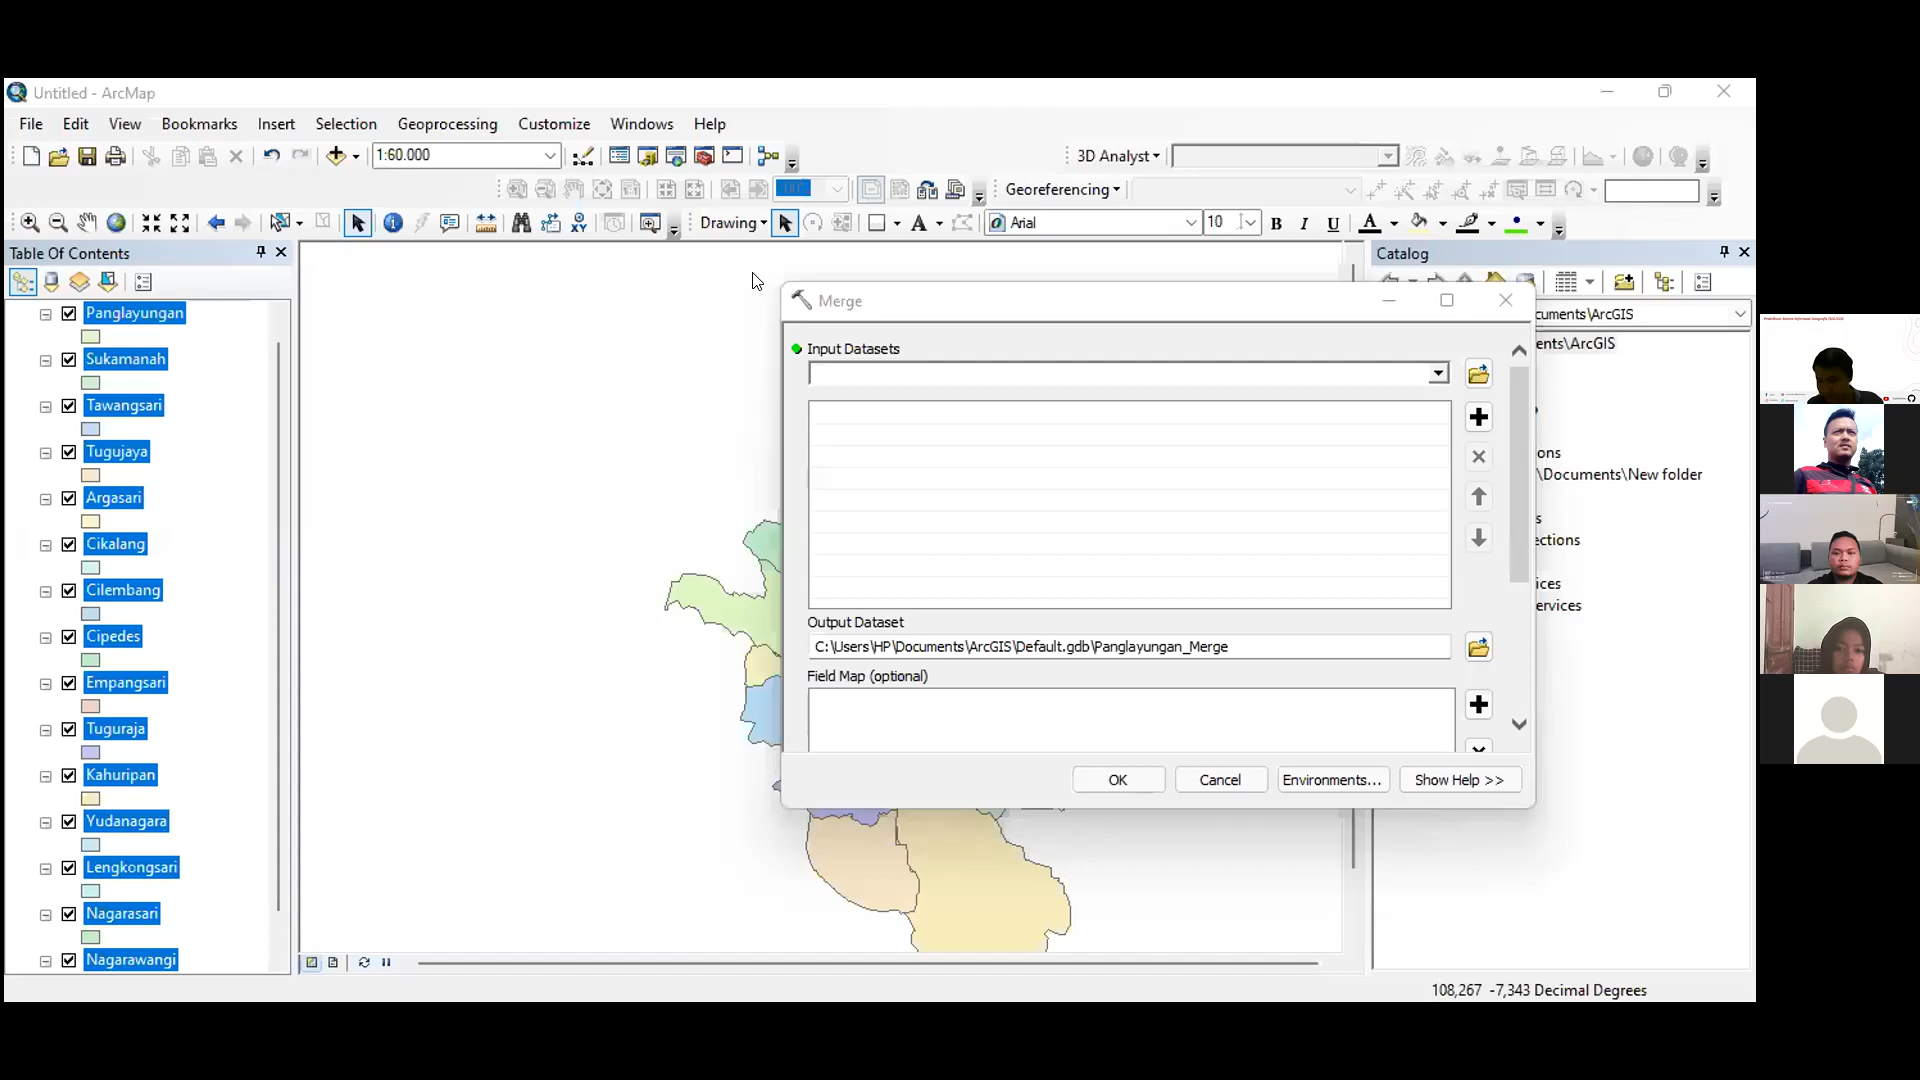 Untitled - ArcMap
File Edit View Bookmarks Insert Selection Geoprocessing Customize Windows Help
1:60.000
3D Analyst
Georeferencing
Drawing
Arial
10
B I U A
Table Of Contents
Catalog
Panglayungan
Sukamanah
Tawangsari
Tugujaya
Argasari
Cikalang
Cilembang
Cipedes
Empangsari
Tuguraja
Kahuripan
Yudanagara
Lengkongsari
Nagarasari
Nagarawangi
Merge
Input Datasets
Output Dataset
C:\Users\HP\Documents\ArcGIS\Default.gdb\Panglayungan_Merge
Field Map (optional)
OK
Cancel
Environments...
Show Help >>
cuments\ArcGIS
ents\ArcGIS
ons
\Documents\New folder
s
ections
ices
ervices
108,267 -7,343 Decimal Degrees